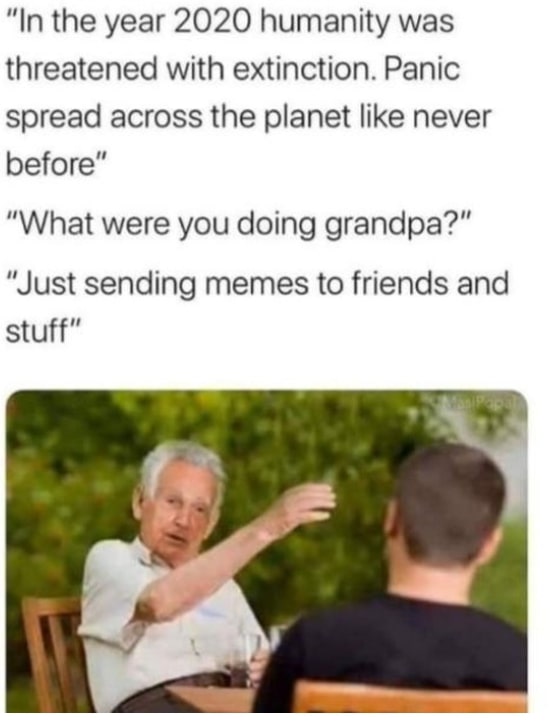 "In the year 2020 humanity was
threatened with extinction. Panic
spread across the planet like never
before"
"What were you doing grandpa?"
"Just sending memes to friends and
stuff"